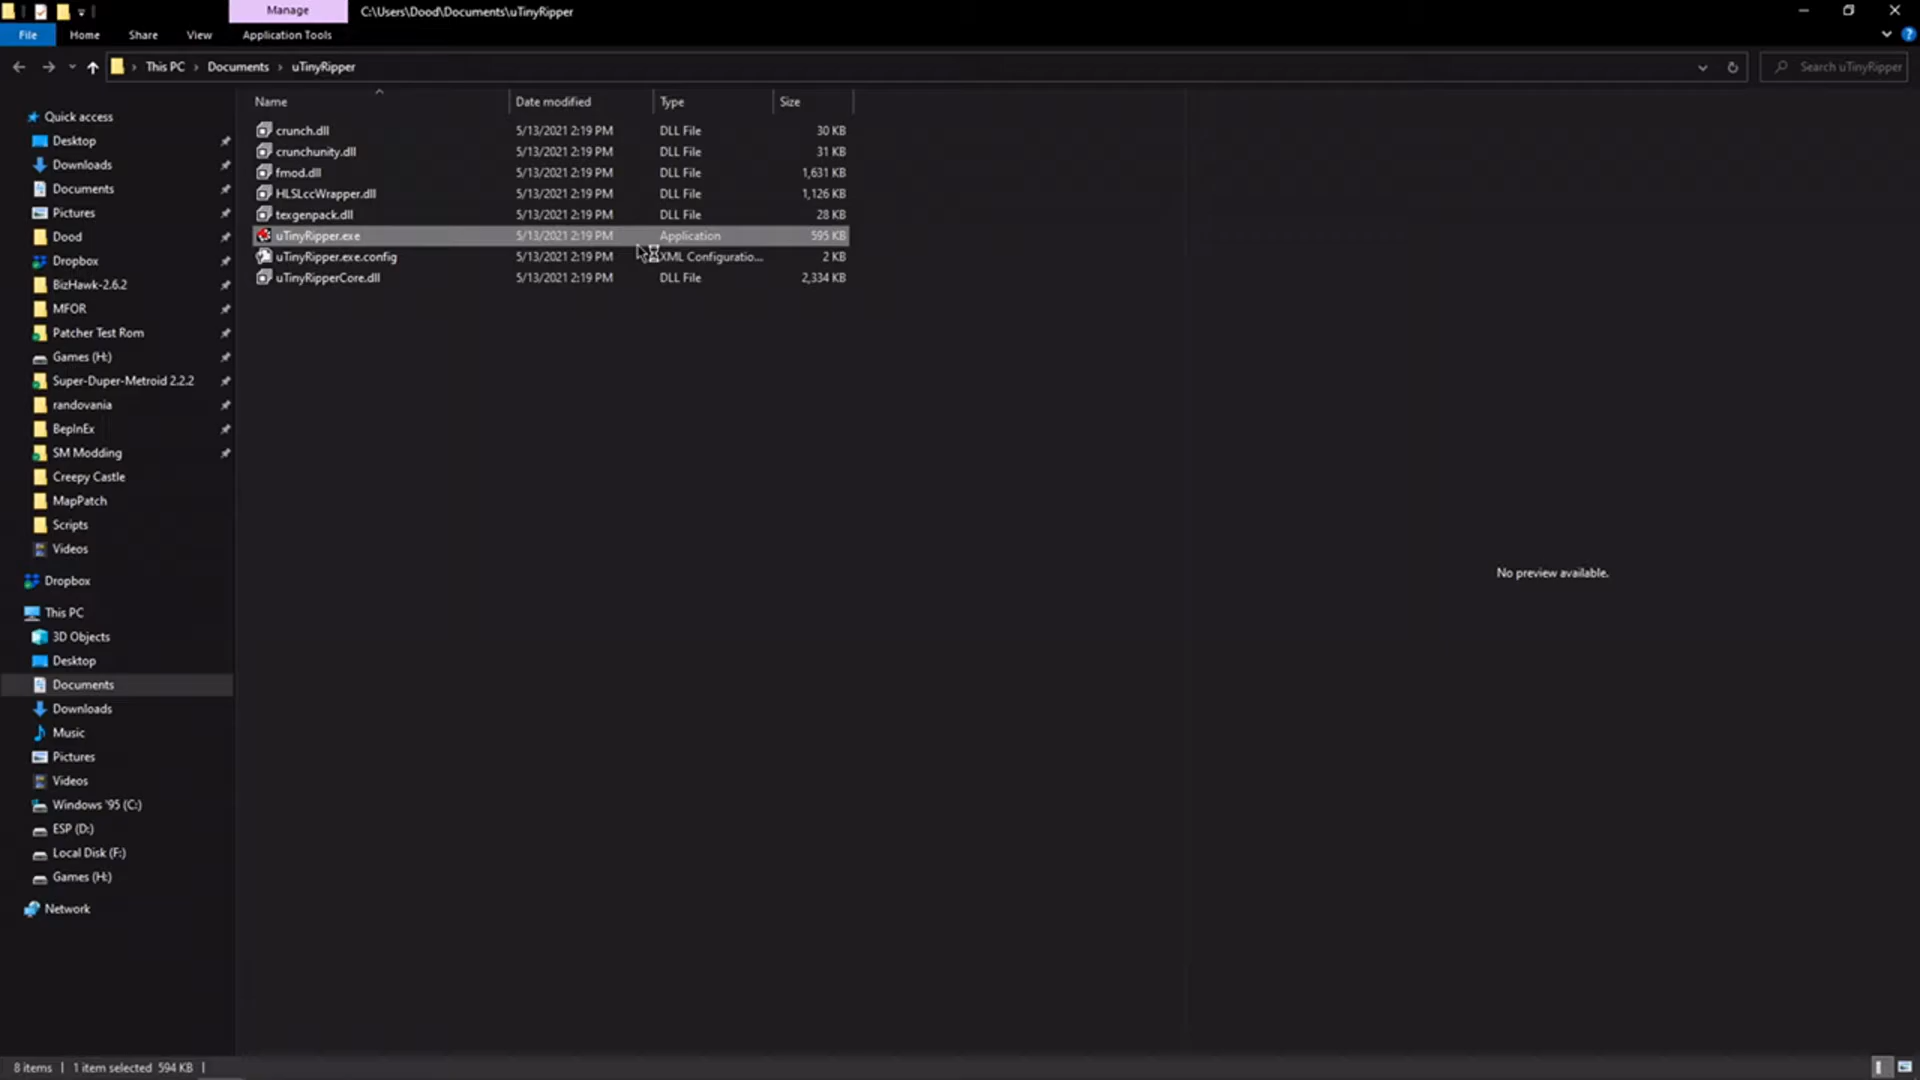 Manage
C:\Users\Dood\Documents\uTinyRipper
File
Home
Share
View
Application Tools
This PC
Documents
uTinyRipper
Search uTinyRipper
Name
Date modified
Type
Size
crunch.dll 5/13/2021 2:19 PM DLL File 30 KB
crunchunity.dll 5/13/2021 2:19 PM DLL File 31 KB
fmod.dll 5/13/2021 2:19 PM DLL File 1,631 KB
HLSLccWrapper.dll 5/13/2021 2:19 PM DLL File 1,126 KB
texgenpack.dll 5/13/2021 2:19 PM DLL File 28 KB
uTinyRipper.exe 5/13/2021 2:19 PM Application 595 KB
uTinyRipper.exe.config 5/13/2021 2:19 PM XML Configuratio... 2 KB
uTinyRipperCore.dll 5/13/2021 2:19 PM DLL File 2,334 KB
Quick access
Desktop
Downloads
Documents
Pictures
Dood
Dropbox
BizHawk-2.6.2
MFOR
Patcher Test Rom
Games (H:)
Super-Duper-Metroid 2.2.2
randovania
BepInEx
SM Modding
Creepy Castle
MapPatch
Scripts
Videos
Dropbox
This PC
3D Objects
Desktop
Documents
Downloads
Music
Pictures
Videos
Windows '95 (C:)
ESP (D:)
Local Disk (F:)
Games (H:)
Network
No preview available.
8 items
1 item selected 594 KB